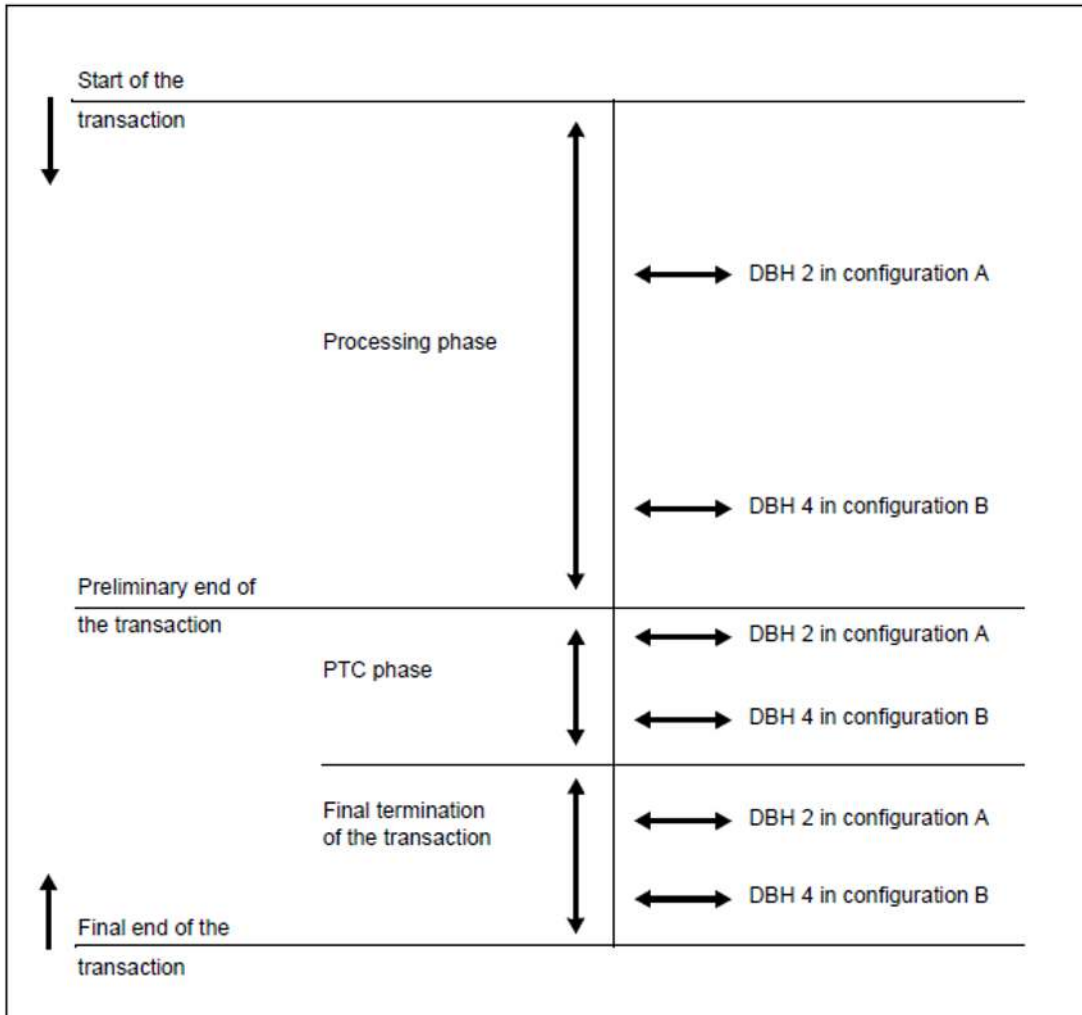 Start of the
transaction
DBH 2 in configuration A
Processing phase
DBH 4 in configuration B
Preliminary end of
the transaction
DBH 2 in configuration A
PTC phase
DBH 4 in configuration B
Final termination
of the transaction
DBH 2 in configuration A
DBH 4 in configuration B
Final end of the
transaction